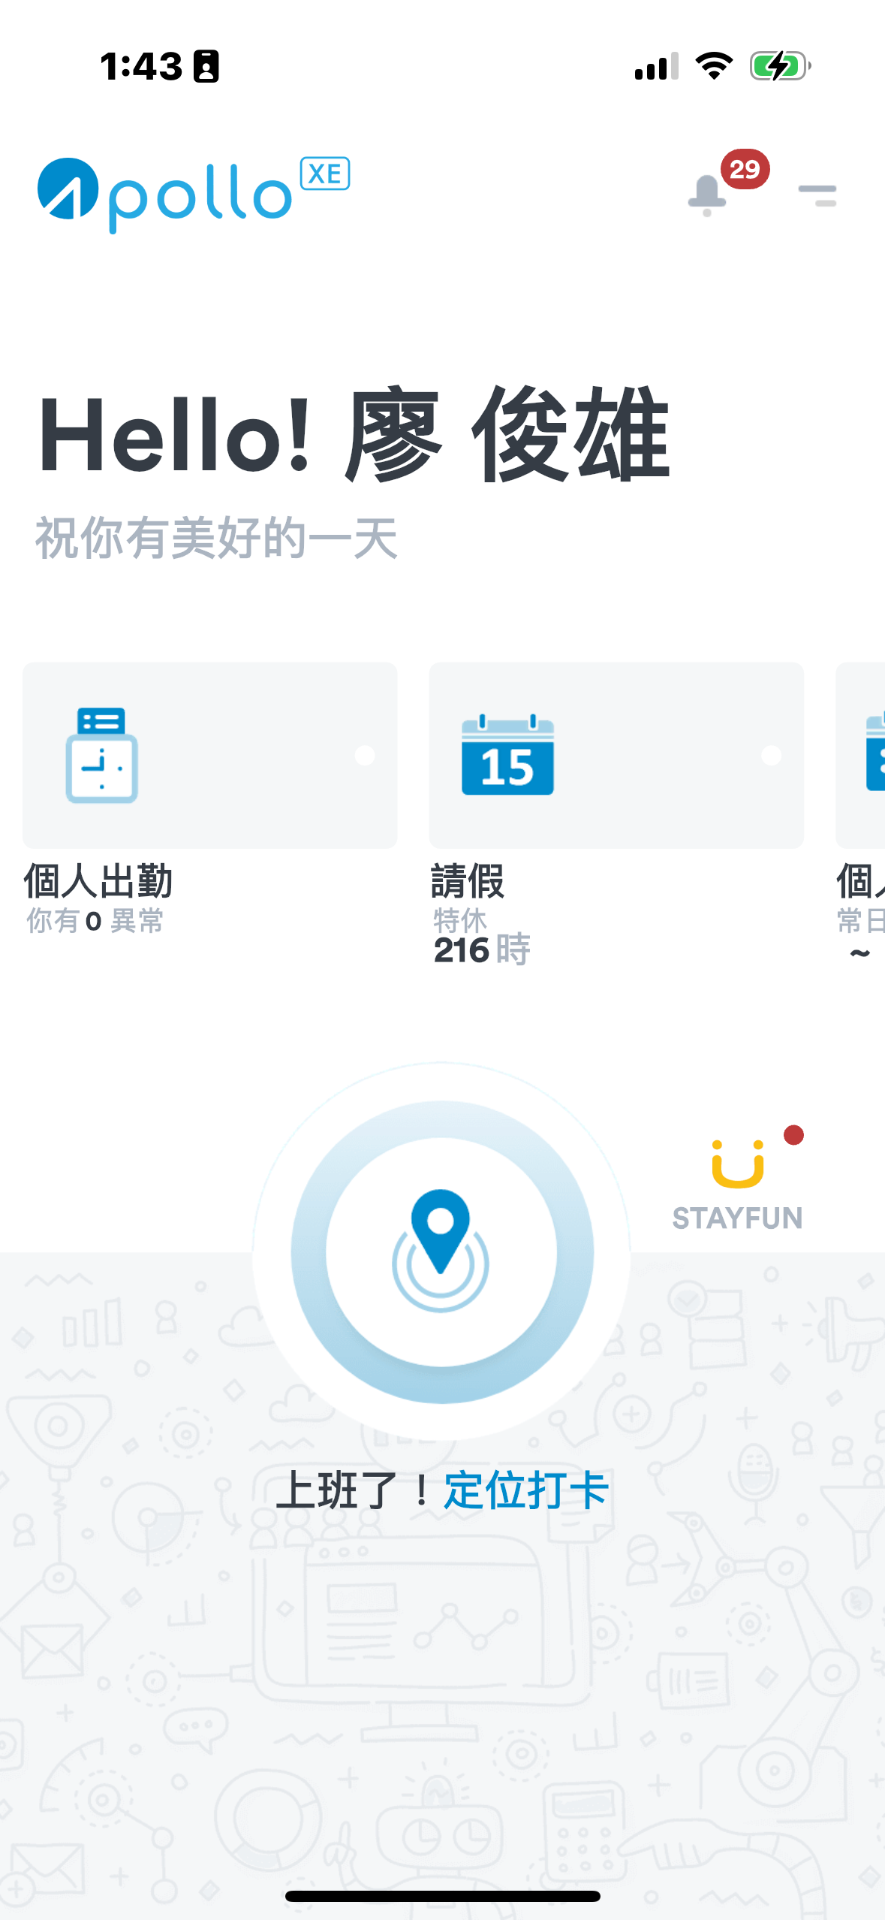 1:43
Apollo XE
29
Hello! 廖 俊雄
祝你有美好的一天
15
個人出勤
你有0 異常
請假
特休
216 時
個人
常日
~
STAYFUN
上班了！定位打卡